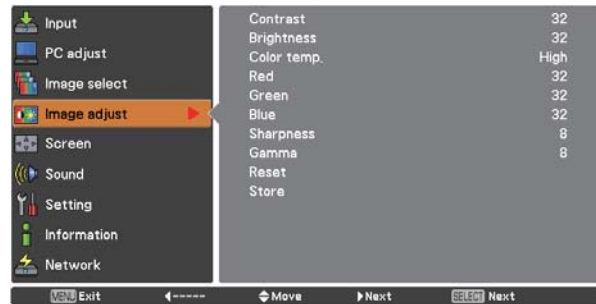 Input
PC adjust
Image select
Image adjust
Screen
Sound
Setting
Information
Network
Contrast 32
Brightness 32
Color temp. High
Red 32
Green 32
Blue 32
Sharpness 8
Gamma 8
Reset
Store
MENU Exit ◀----- Move ▶Next SELECT Next